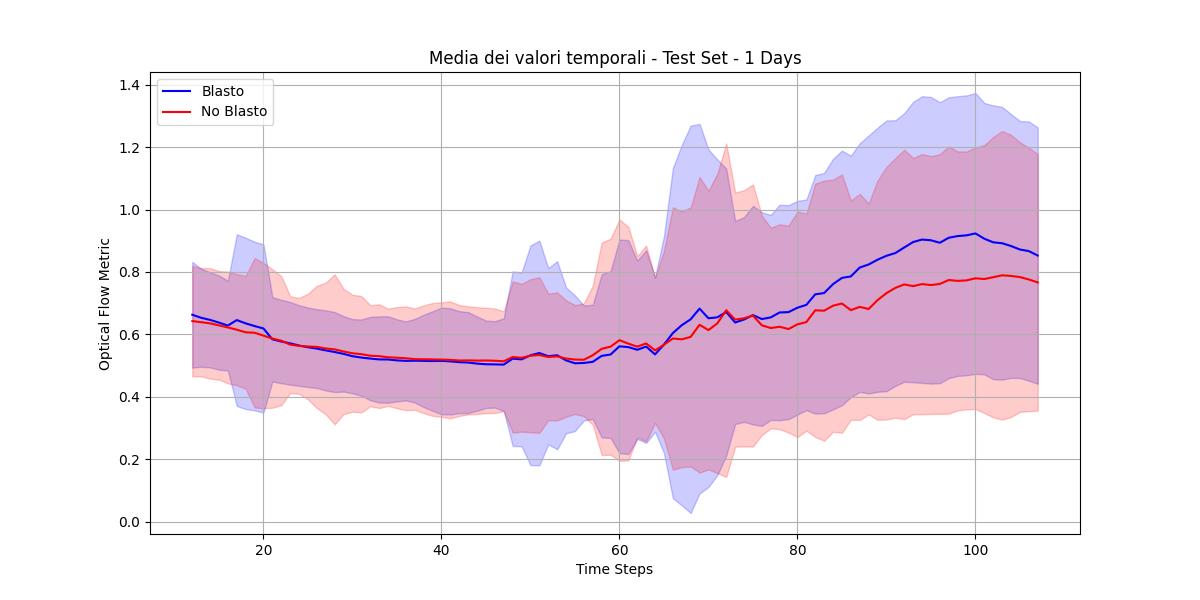 Media dei valori temporali - Test Set - 1 Days
Blasto
No Blasto
Optical Flow Metric
1.4
1.2
1.0
0.8
0.6
0.4
0.2
0.0
20
40
60
80
100
Time Steps